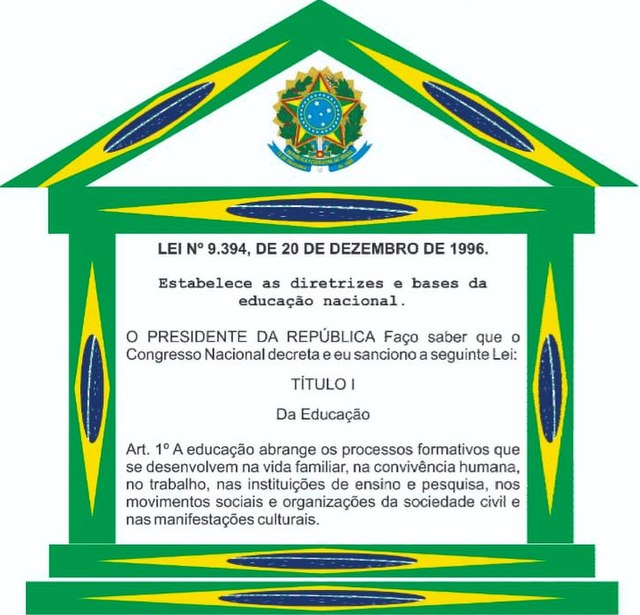 LEI Nº 9.394, DE 20 DE DEZEMBRO DE 1996.
Estabelece as diretrizes e bases da
educação nacional.
O PRESIDENTE DA REPÚBLICA Faço saber que o
Congresso Nacional decreta e eu sanciono a seguinte Lei:
TÍTULO I
Da Educação
Art. 1º A educação abrange os processos formativos que
se desenvolvem na vida familiar, na convivência humana,
no trabalho, nas instituições de ensino e pesquisa, nos
movimentos sociais e organizações da sociedade civil e
nas manifestações culturais.